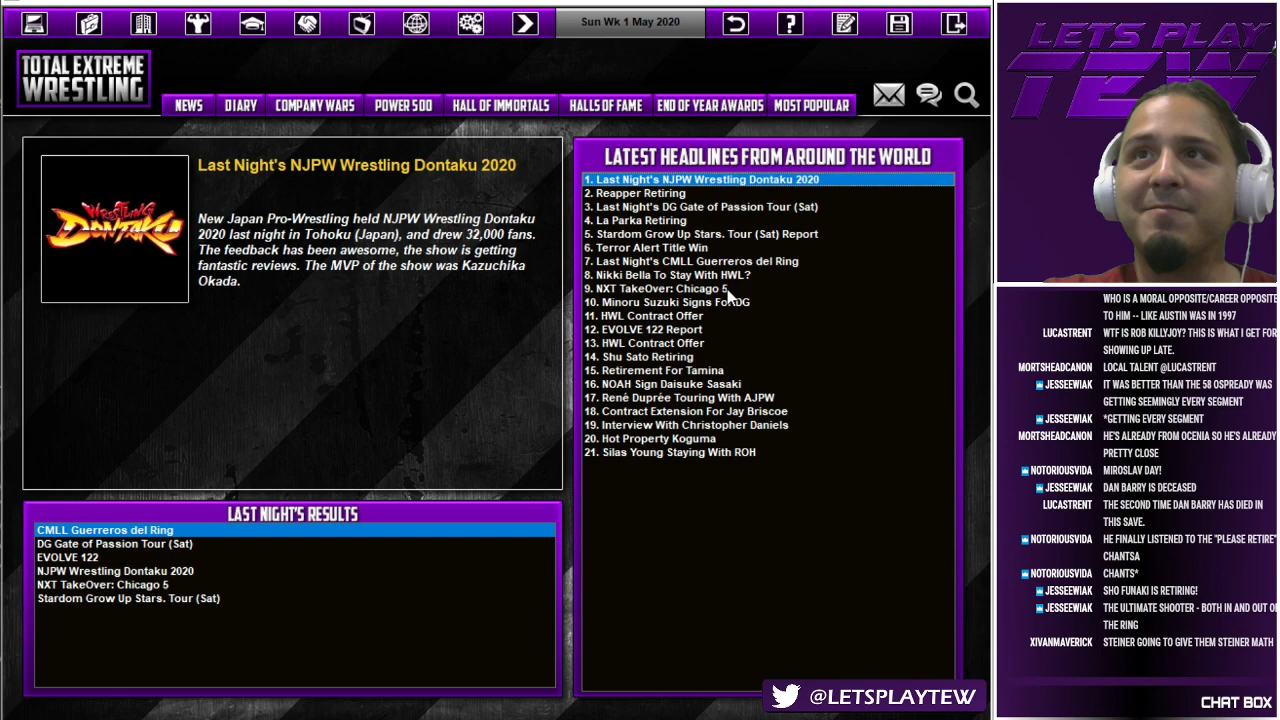 Sun Wk 1 May 2020
?
LETS PLAY
TEW
TOTAL EXTREME
WRESTLING
NEWS
DIARY
COMPANY WARS
POWER 500
HALL OF IMMORTALS
HALLS OF FAME
END OF YEAR AWARDS
MOST POPULAR
WRESTLING
DONTAKU
Last Night's NJPW Wrestling Dontaku 2020
New Japan Pro-Wrestling held NJPW Wrestling Dontaku
2020 last night in Tohoku (Japan), and drew 32,000 fans.
The feedback has been awesome, the show is getting
fantastic reviews. The MVP of the show was Kazuchika
Okada.
LATEST HEADLINES FROM AROUND THE WORLD
1. Last Night's NJPW Wrestling Dontaku 2020
2. Reapper Retiring
3. Last Night's DG Gate of Passion Tour (Sat)
4. La Parka Retiring
5. Stardom Grow Up Stars. Tour (Sat) Report
6. Terror Alert Title Win
7. Last Night's CMLL Guerreros del Ring
8. Nikki Bella To Stay With HWL?
9. NXT TakeOver: Chicago 5
10. Minoru Suzuki Signs For DG
11. HWL Contract Offer
12. EVOLVE 122 Report
13. HWL Contract Offer
14. Shu Sato Retiring
15. Retirement For Tamina
16. NOAH Sign Daisuke Sasaki
17. René Duprée Touring With AJPW
18. Contract Extension For Jay Briscoe
19. Interview With Christopher Daniels
20. Hot Property Koguma
21. Silas Young Staying With ROH
LAST NIGHT'S RESULTS
CMLL Guerreros del Ring
DG Gate of Passion Tour (Sat)
EVOLVE 122
NJPW Wrestling Dontaku 2020
NXT TakeOver: Chicago 5
Stardom Grow Up Stars. Tour (Sat)
@LETSPLAYTEW
WHO IS A MORAL OPPOSITE/CAREER OPPOSITE
TO HIM -- LIKE AUSTIN WAS IN 1997
LUCASTRENT WTF IS ROB KILLYJOY? THIS IS WHAT I GET FOR
SHOWING UP LATE.
MORTSHEADCANON LOCAL TALENT @LUCASTRENT
JESSEEWIAK IT WAS BETTER THAN THE 58 OSPREADY WAS
GETTING SEEMINGLY EVERY SEGMENT
JESSEEWIAK *GETTING EVERY SEGMENT
MORTSHEADCANON HE'S ALREADY FROM OCENIA SO HE'S ALREADY
PRETTY CLOSE
NOTORIOUSVIDA MIROSLAV DAY!
JESSEEWIAK DAN BARRY IS DECEASED
LUCASTRENT THE SECOND TIME DAN BARRY HAS DIED IN
THIS SAVE.
NOTORIOUSVIDA HE FINALLY LISTENED TO THE "PLEASE RETIRE"
CHANTSA
NOTORIOUSVIDA CHANTS*
JESSEEWIAK SHO FUNAKI IS RETIRING!
JESSEEWIAK THE ULTIMATE SHOOTER - BOTH IN AND OUT OF
THE RING
XIVANMAVERICK STEINER GOING TO GIVE THEM STEINER MATH
CHAT BOX